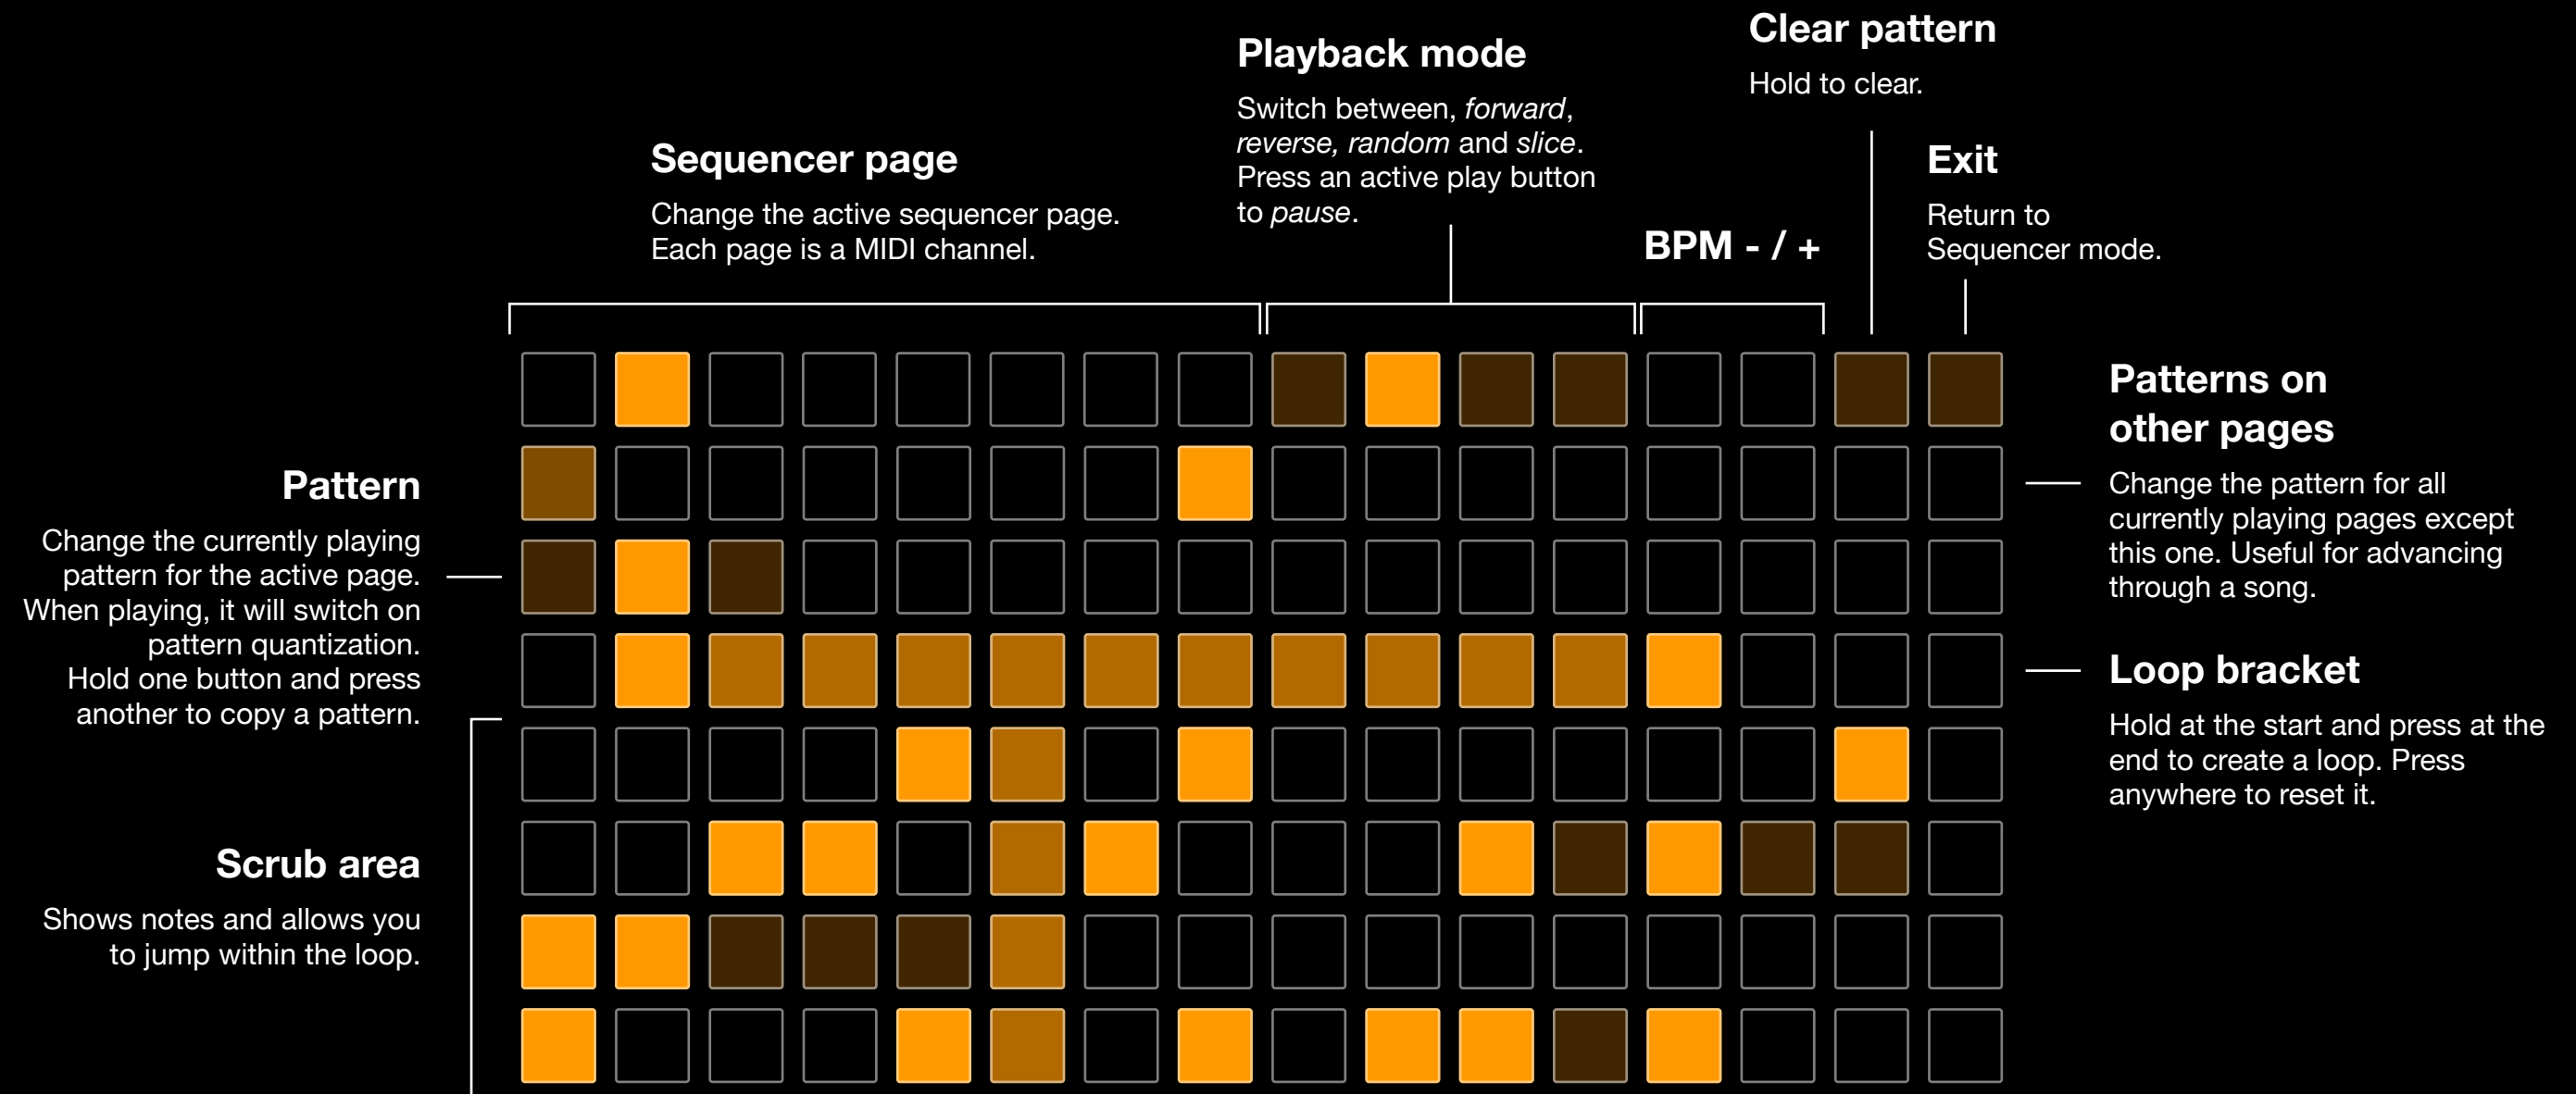 Clear pattern
Hold to clear.
Playback mode
Switch between, forward,
reverse, random and slice.
Press an active play button
to pause.
Sequencer page
Change the active sequencer page.
Each page is a MIDI channel.
BPM - / +
Exit
Return to
Sequencer mode.
Pattern
Change the currently playing
pattern for the active page.
When playing, it will switch on
pattern quantization.
Hold one button and press
another to copy a pattern.
Scrub area
Shows notes and allows you
to jump within the loop.
Patterns on
other pages
Change the pattern for all
currently playing pages except
this one. Useful for advancing
through a song.
Loop bracket
Hold at the start and press at the
end to create a loop. Press
anywhere to reset it.